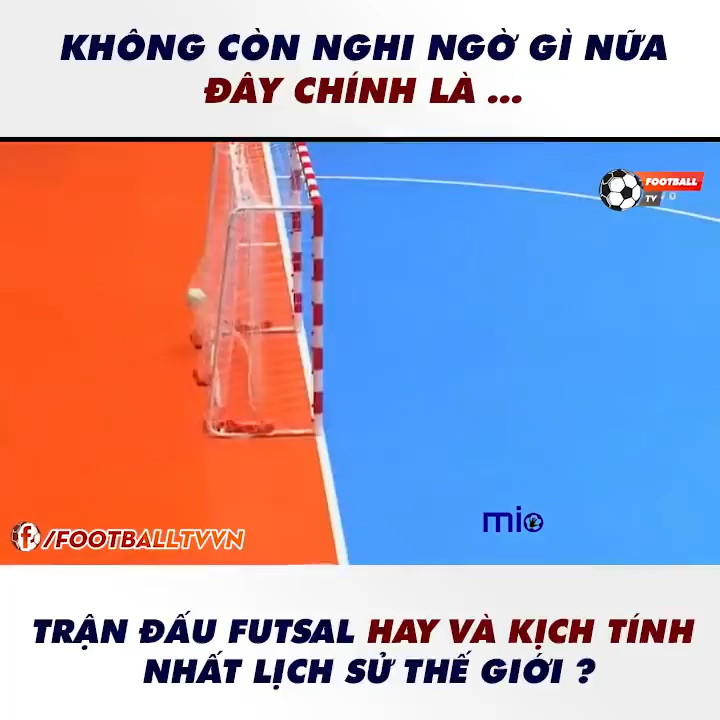 KHÔNG CÒN NGHI NGỜ GÌ NỮA
ĐÂY CHÍNH LÀ ...
FOOTBALL
TV
mio
f /FOOTBALLTVVN
TRẬN ĐẤU FUTSAL HAY VÀ KỊCH TÍNH
NHẤT LỊCH SỬ THẾ GIỚI ?